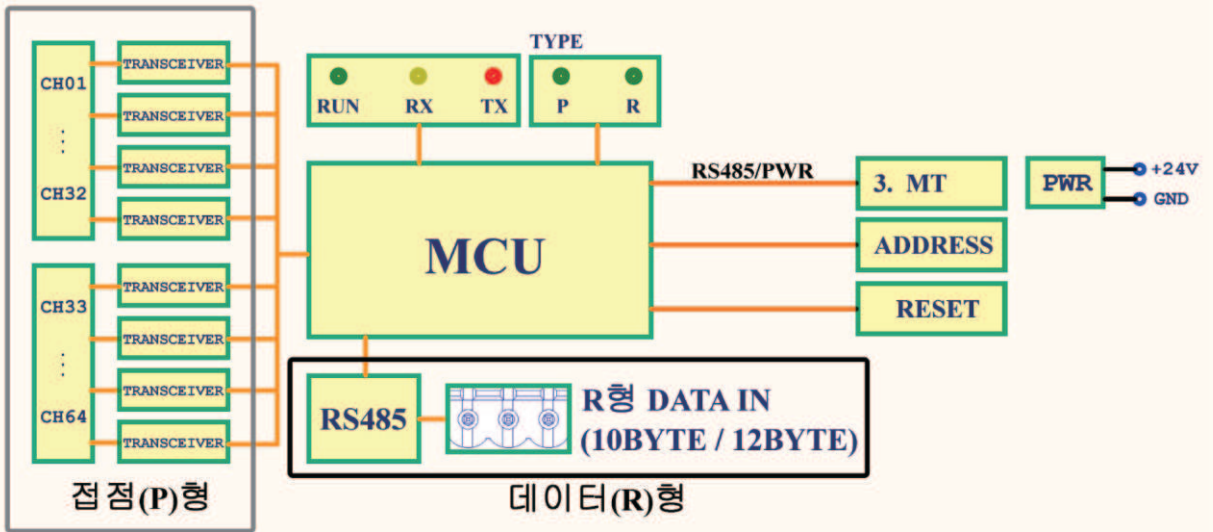 CH01
⋮
CH32
TRANSCEIVER
TRANSCEIVER
TRANSCEIVER
TRANSCEIVER
CH33
⋮
CH64
TRANSCEIVER
TRANSCEIVER
TRANSCEIVER
TRANSCEIVER
접점(P)형
RUN RX TX
TYPE
P R
MCU
RS485/PWR
3. MT
PWR
+24V
GND
ADDRESS
RESET
RS485
R형 DATA IN
(10BYTE / 12BYTE)
데이터(R)형